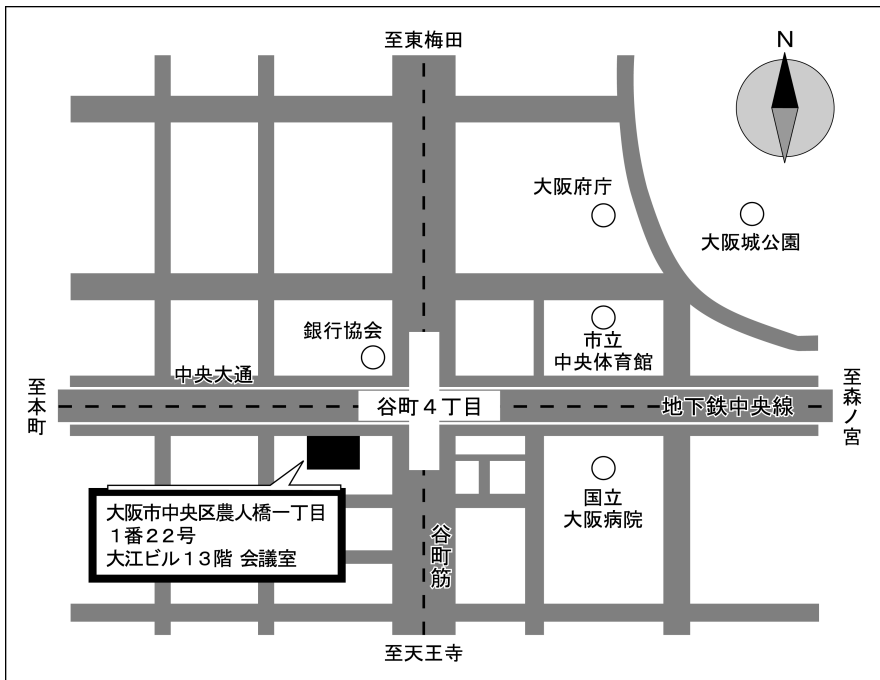 至東梅田
N
大阪府庁
大阪城公園
銀行協会
市立
中央体育館
中央大通
至本町
谷町4丁目
地下鉄中央線
至森ノ宮
大阪市中央区農人橋一丁目
1番22号
大江ビル13階 会議室
谷町筋
国立
大阪病院
至天王寺